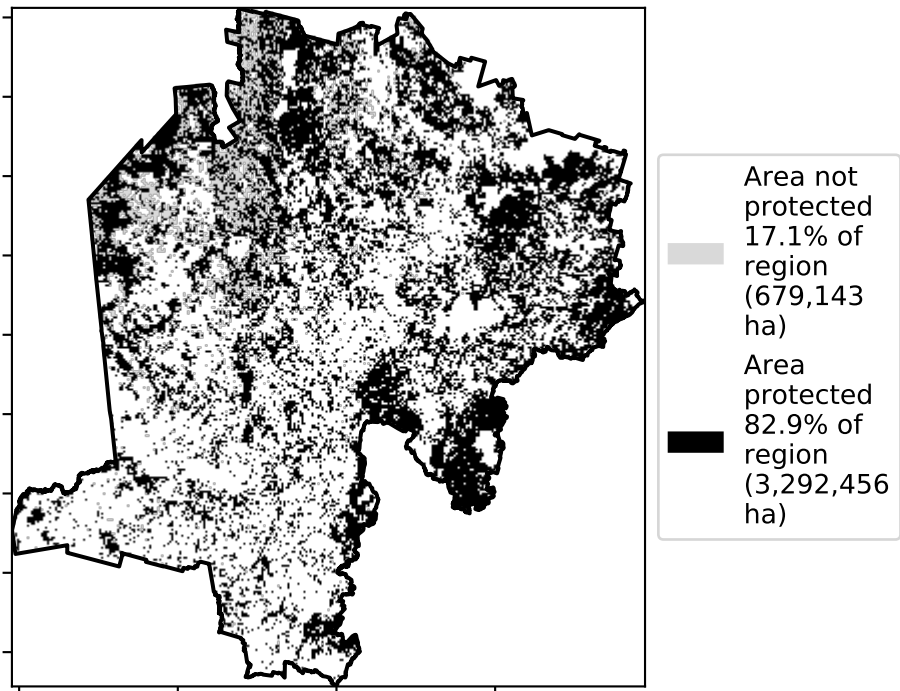 Area not
protected
17.1% of
region
(679,143
ha)
Area
protected
82.9% of
region
(3,292,456
ha)